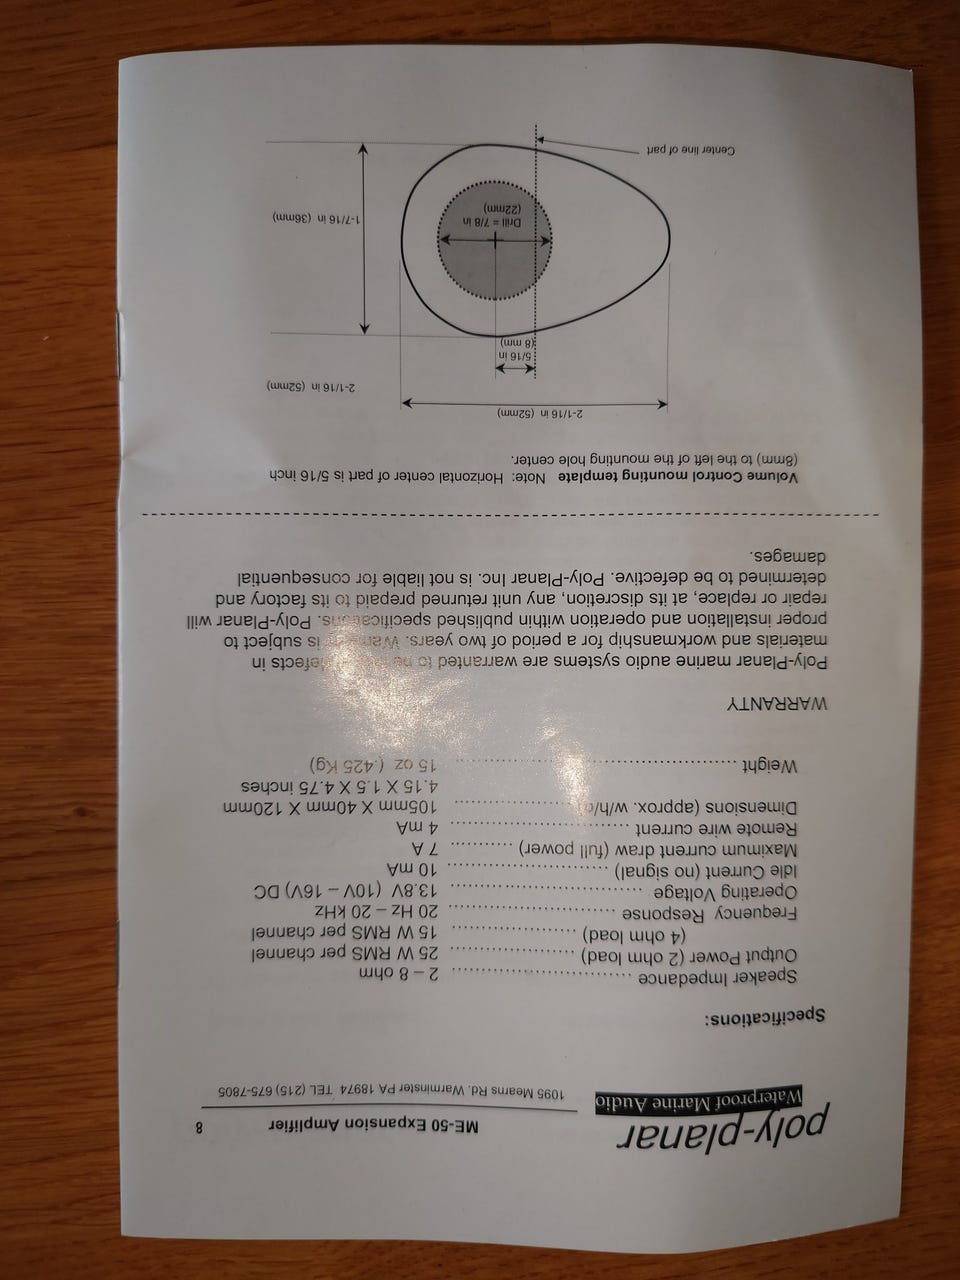 poly-planar
Waterproof Marine Audio
ME-50 Expansion Amplifier 8
1095 Mearns Rd. Warminster PA 18974 TEL (215) 675-7805
Specifications:
Speaker Impedance ............................... 2 – 8 ohm
Output Power (2 ohm load) ..................... 25 W RMS per channel
(4 ohm load) ..................... 15 W RMS per channel
Frequency Response ............................ 20 Hz – 20 kHz
Operating Voltage ................................. 13.8V (10V – 16V) DC
Idle Current (no signal) ........................... 10 mA
Maximum current draw (full power) ........... 7 A
Remote wire current .............................. 4 mA
Dimensions (approx. w/h/d) .................... 105mm X 40mm X 120mm
4.15 X 1.5 X 4.75 inches
Weight ................................................ 15 oz (.425 Kg)
WARRANTY
Poly-Planar marine audio systems are warranted to be defects in
materials and workmanship for a period of two years. Warranty is subject to
proper installation and operation within published specifications. Poly-Planar will
repair or replace, at its discretion, any unit returned prepaid to its factory and
determined to be defective. Poly-Planar Inc. is not liable for consequential
damages.
Volume Control mounting template Note: Horizontal center of part is 5/16 inch
(8mm) to the left of the mounting hole center.
2-1/16 in (52mm)
2-1/16 in (52mm)
5/16 in
(8 mm)
Drill = 7/8 in
(22mm)
1-7/16 in (36mm)
Center line of part